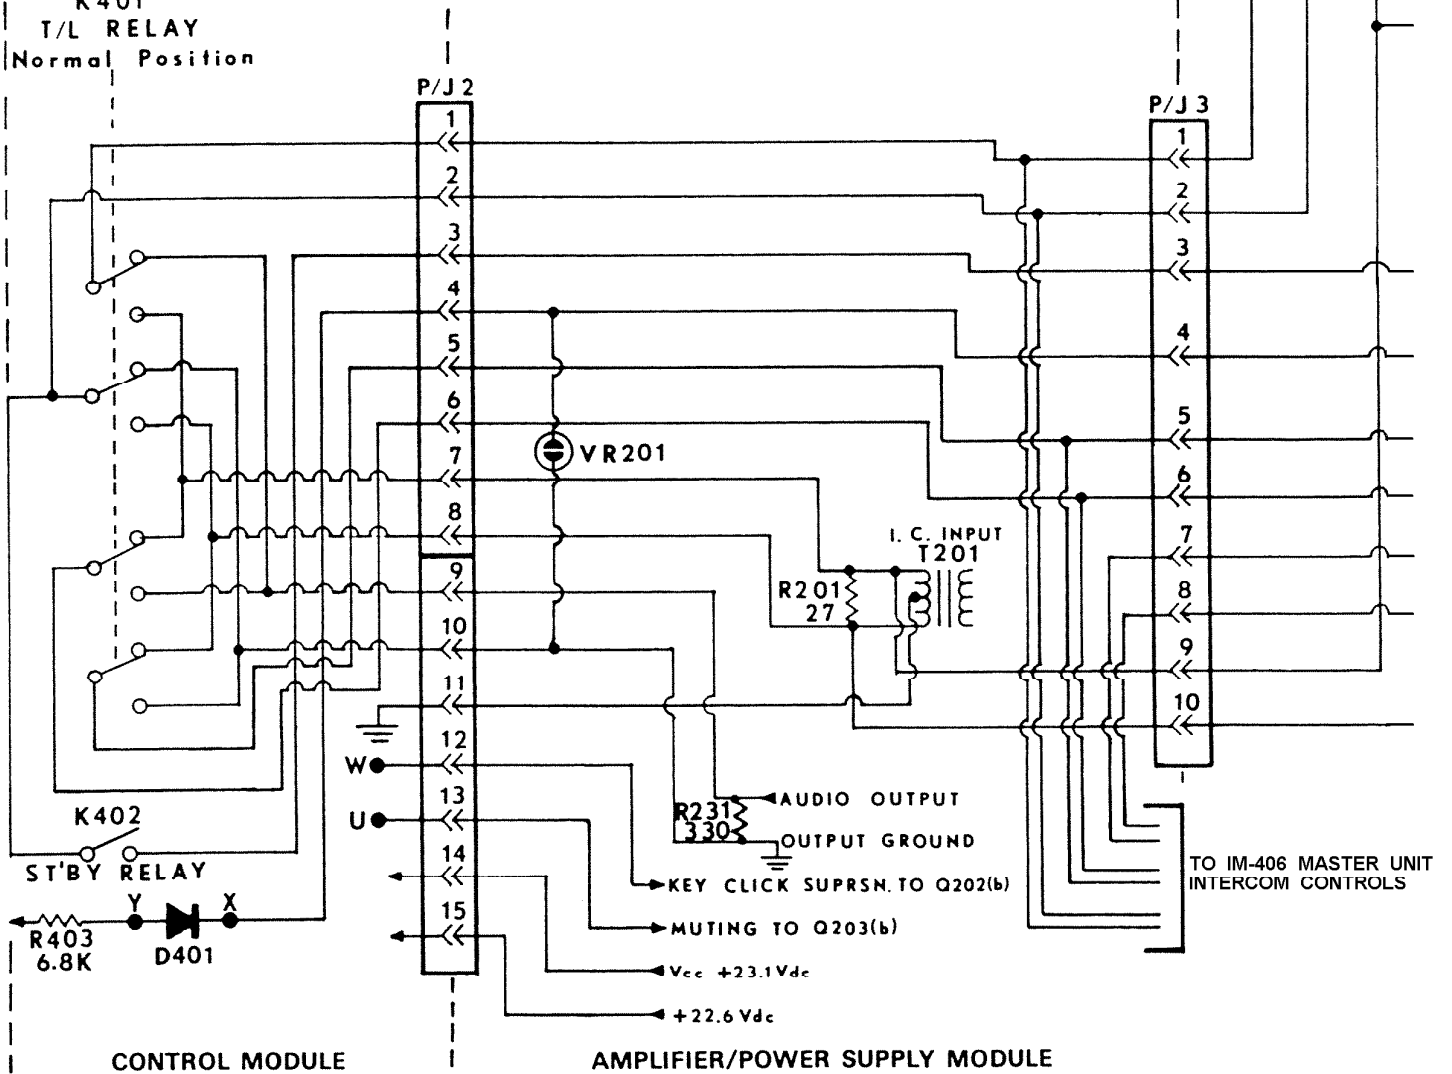 K401
T/L RELAY
Normal Position
P/J 2
1
2
3
4
5
6
7
8
9
10
11
12
13
14
15
P/J 3
1
2
3
4
5
6
7
8
9
10
VR201
I. C. INPUT
T201
R201
27
W
U
K402
ST'BY RELAY
Y
X
R403
6.8K
D401
R231
330
AUDIO OUTPUT
OUTPUT GROUND
KEY CLICK SUPRSN. TO Q202(b)
MUTING TO Q203(b)
Vcc +23.1Vdc
+22.6Vdc
TO IM-406 MASTER UNIT
INTERCOM CONTROLS
CONTROL MODULE
AMPLIFIER/POWER SUPPLY MODULE